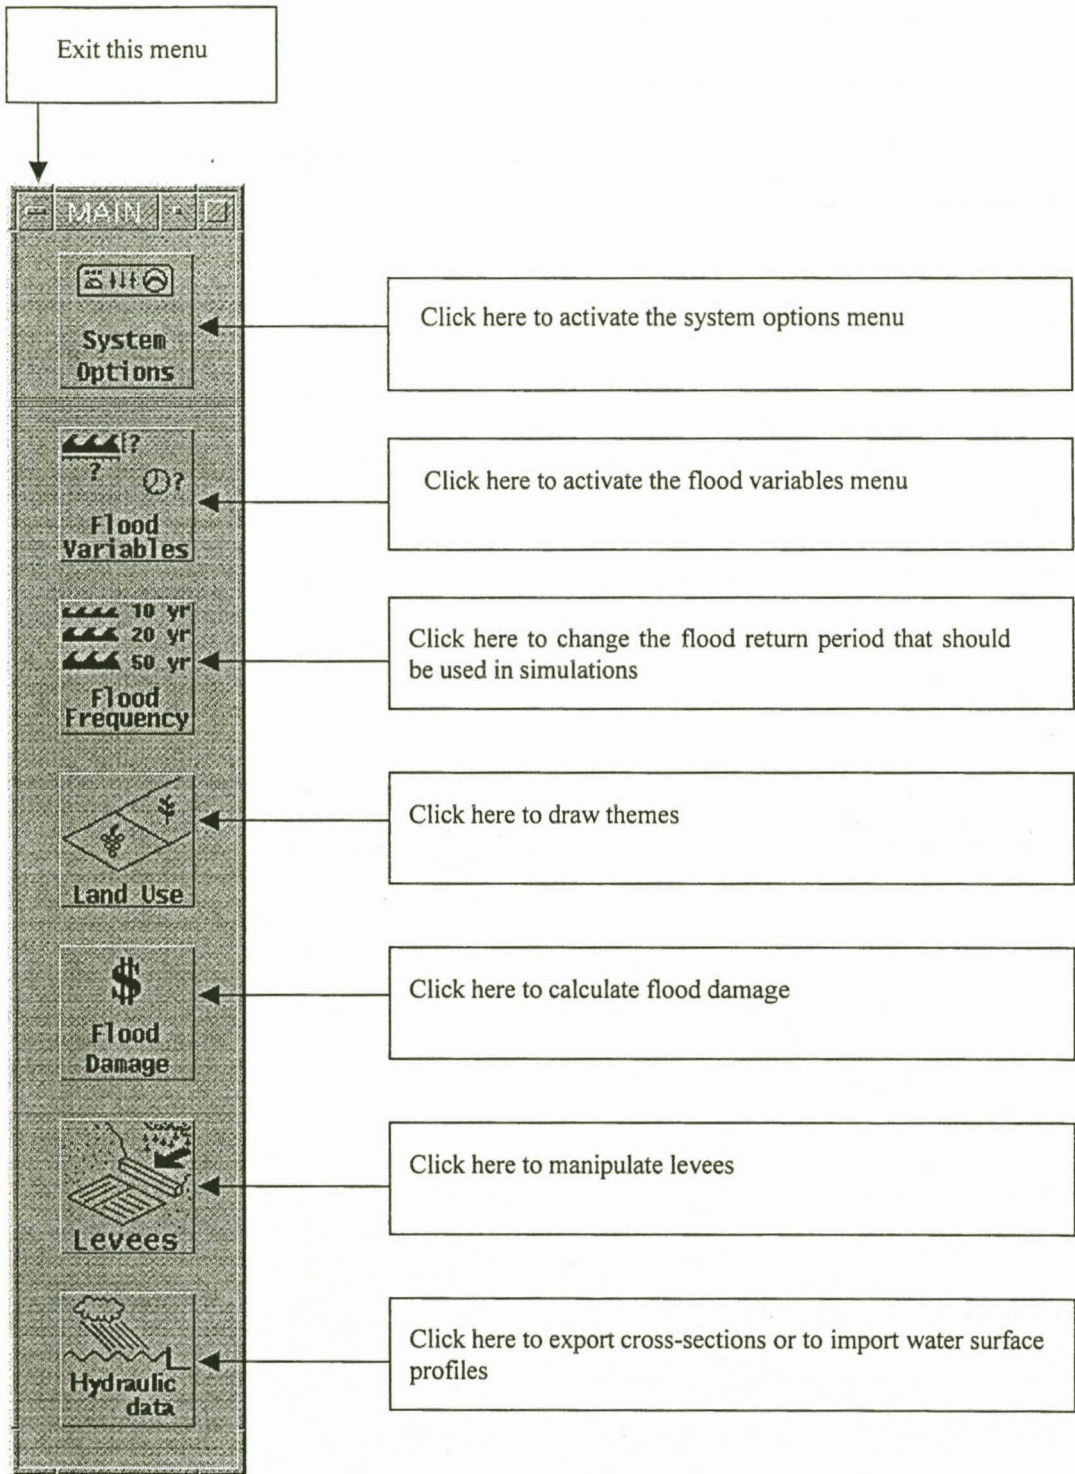 Exit this menu
MAIN
System
Options
Click here to activate the system options menu
?
?
?
Flood
Variables
Click here to activate the flood variables menu
10 yr
20 yr
50 yr
Flood
Frequency
Click here to change the flood return period that should
be used in simulations
Land Use
Click here to draw themes
$
Flood
Damage
Click here to calculate flood damage
Levees
Click here to manipulate levees
Hydraulic
data
Click here to export cross-sections or to import water surface
profiles